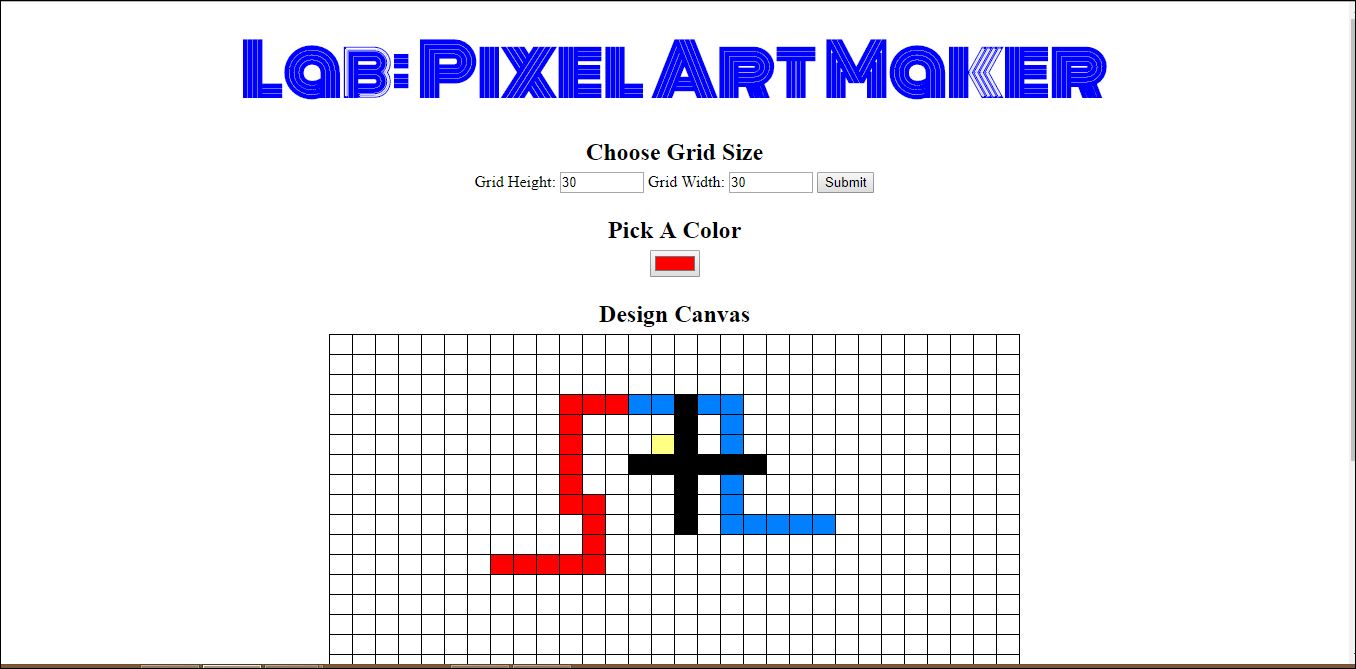 Lab: Pixel Art Maker
Choose Grid Size
Grid Height: 30 Grid Width: 30 Submit
Pick A Color
Design Canvas